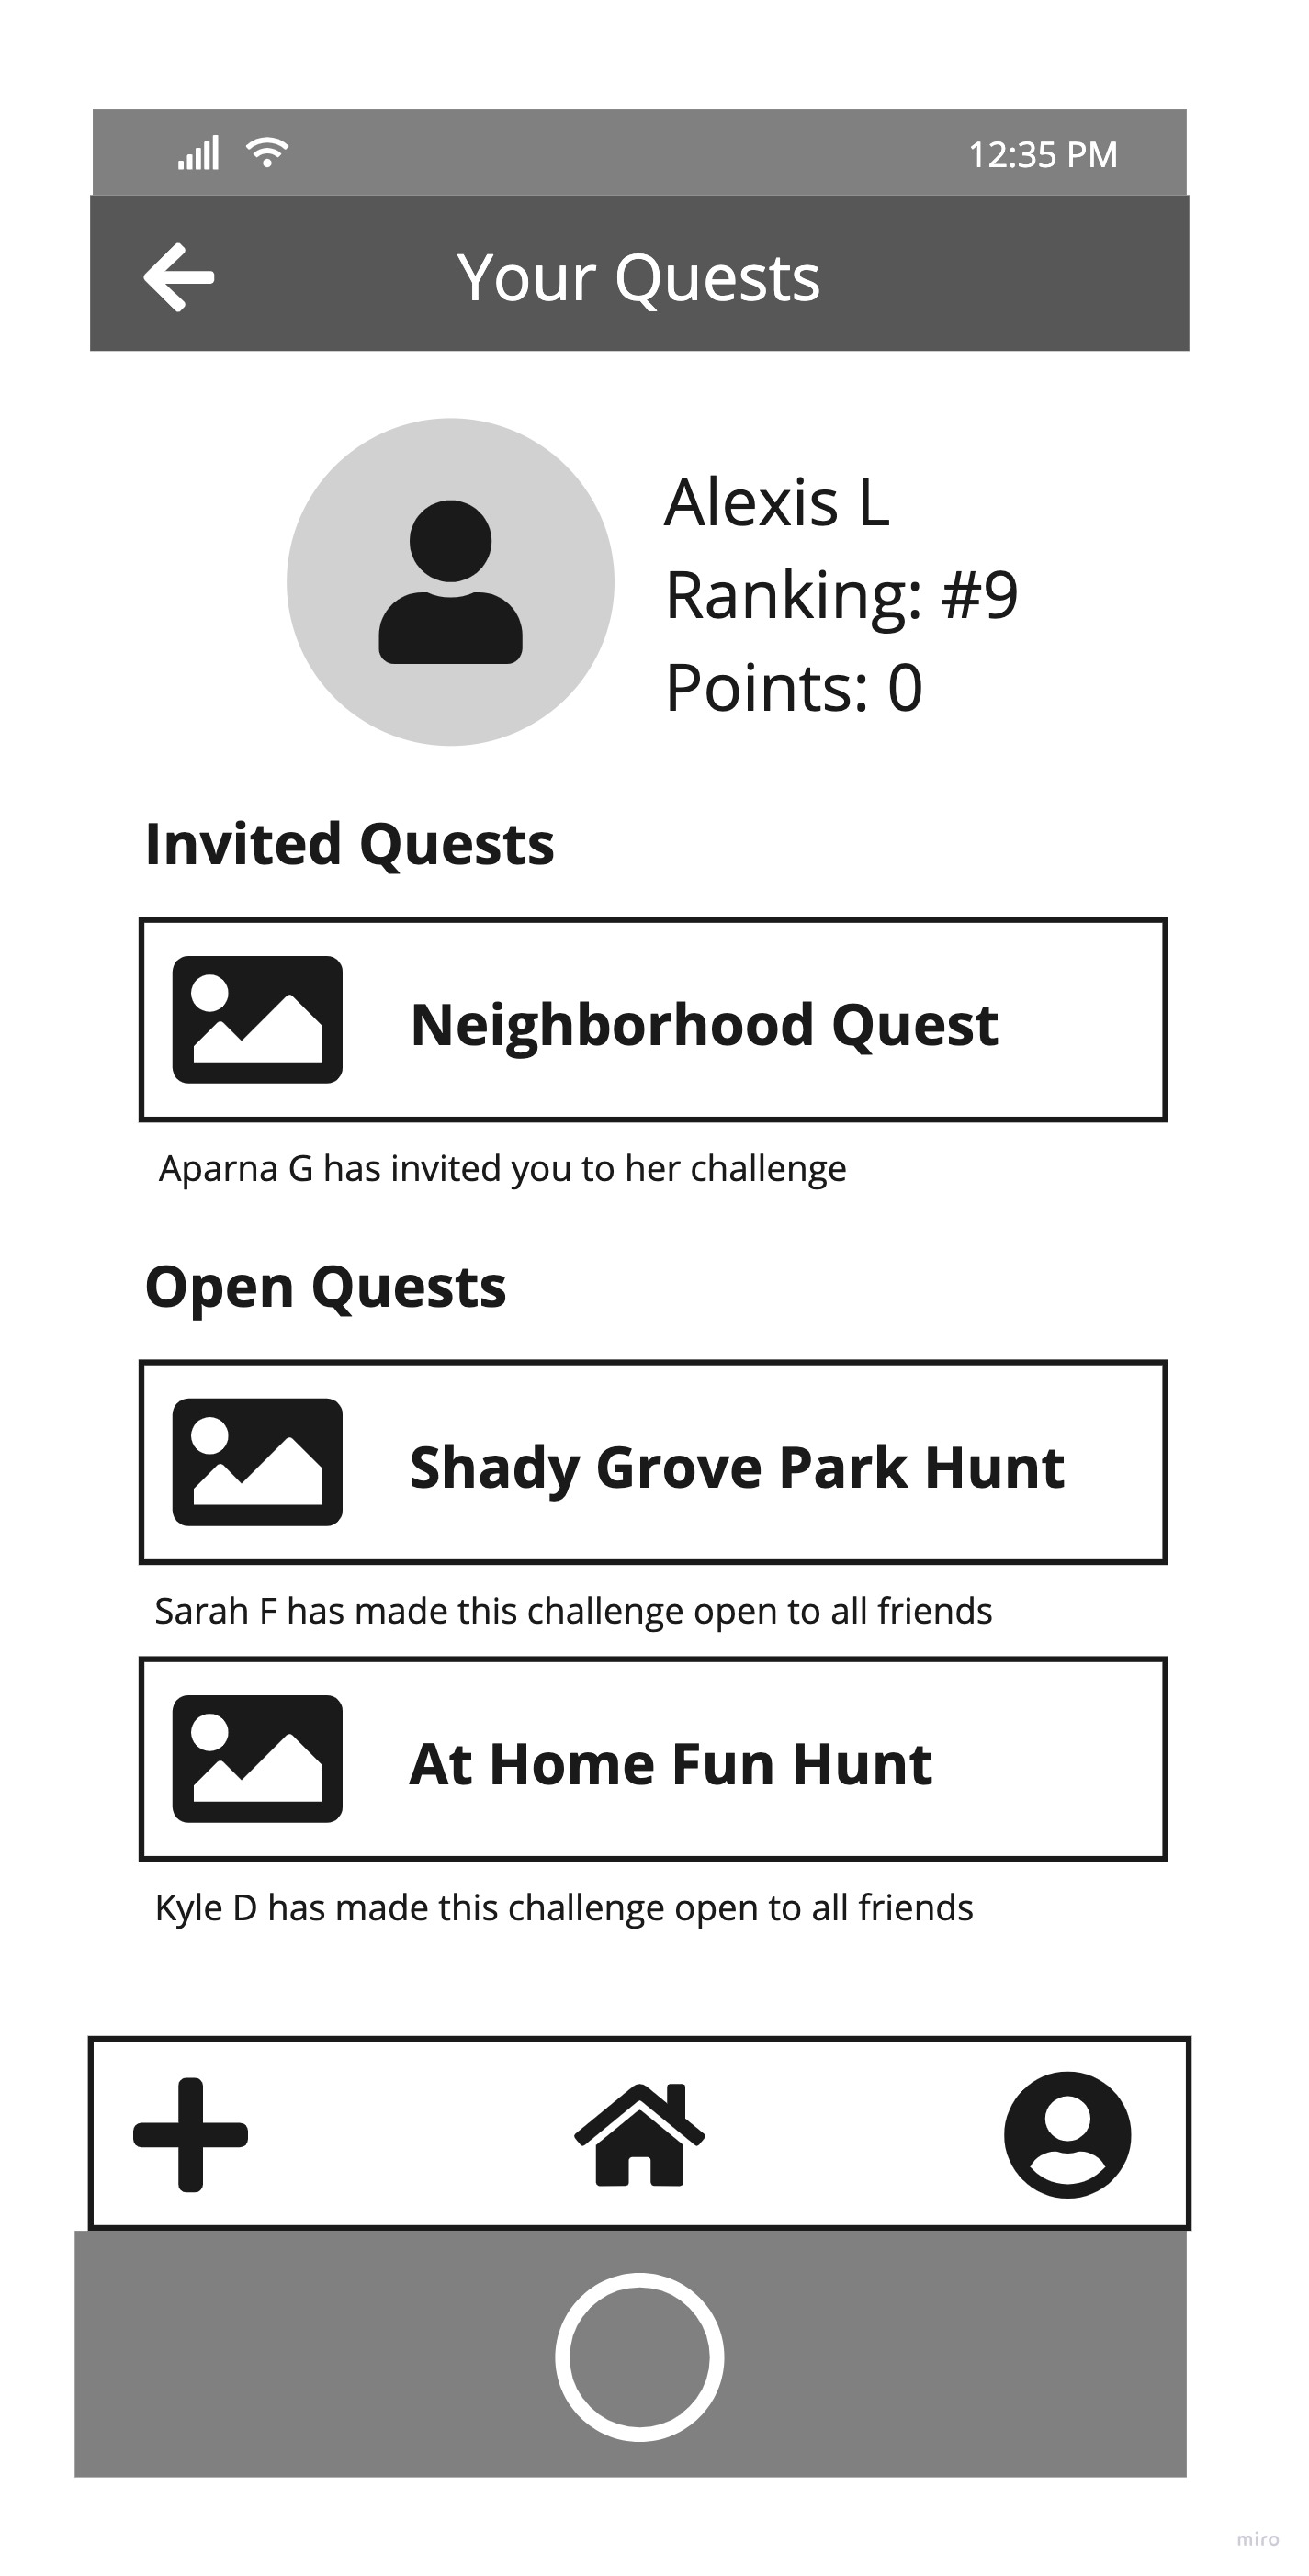 12:35 PM
Your Quests
Alexis L
Ranking: #9
Points: 0
Invited Quests
Neighborhood Quest
Aparna G has invited you to her challenge
Open Quests
Shady Grove Park Hunt
Sarah F has made this challenge open to all friends
At Home Fun Hunt
Kyle D has made this challenge open to all friends
miro